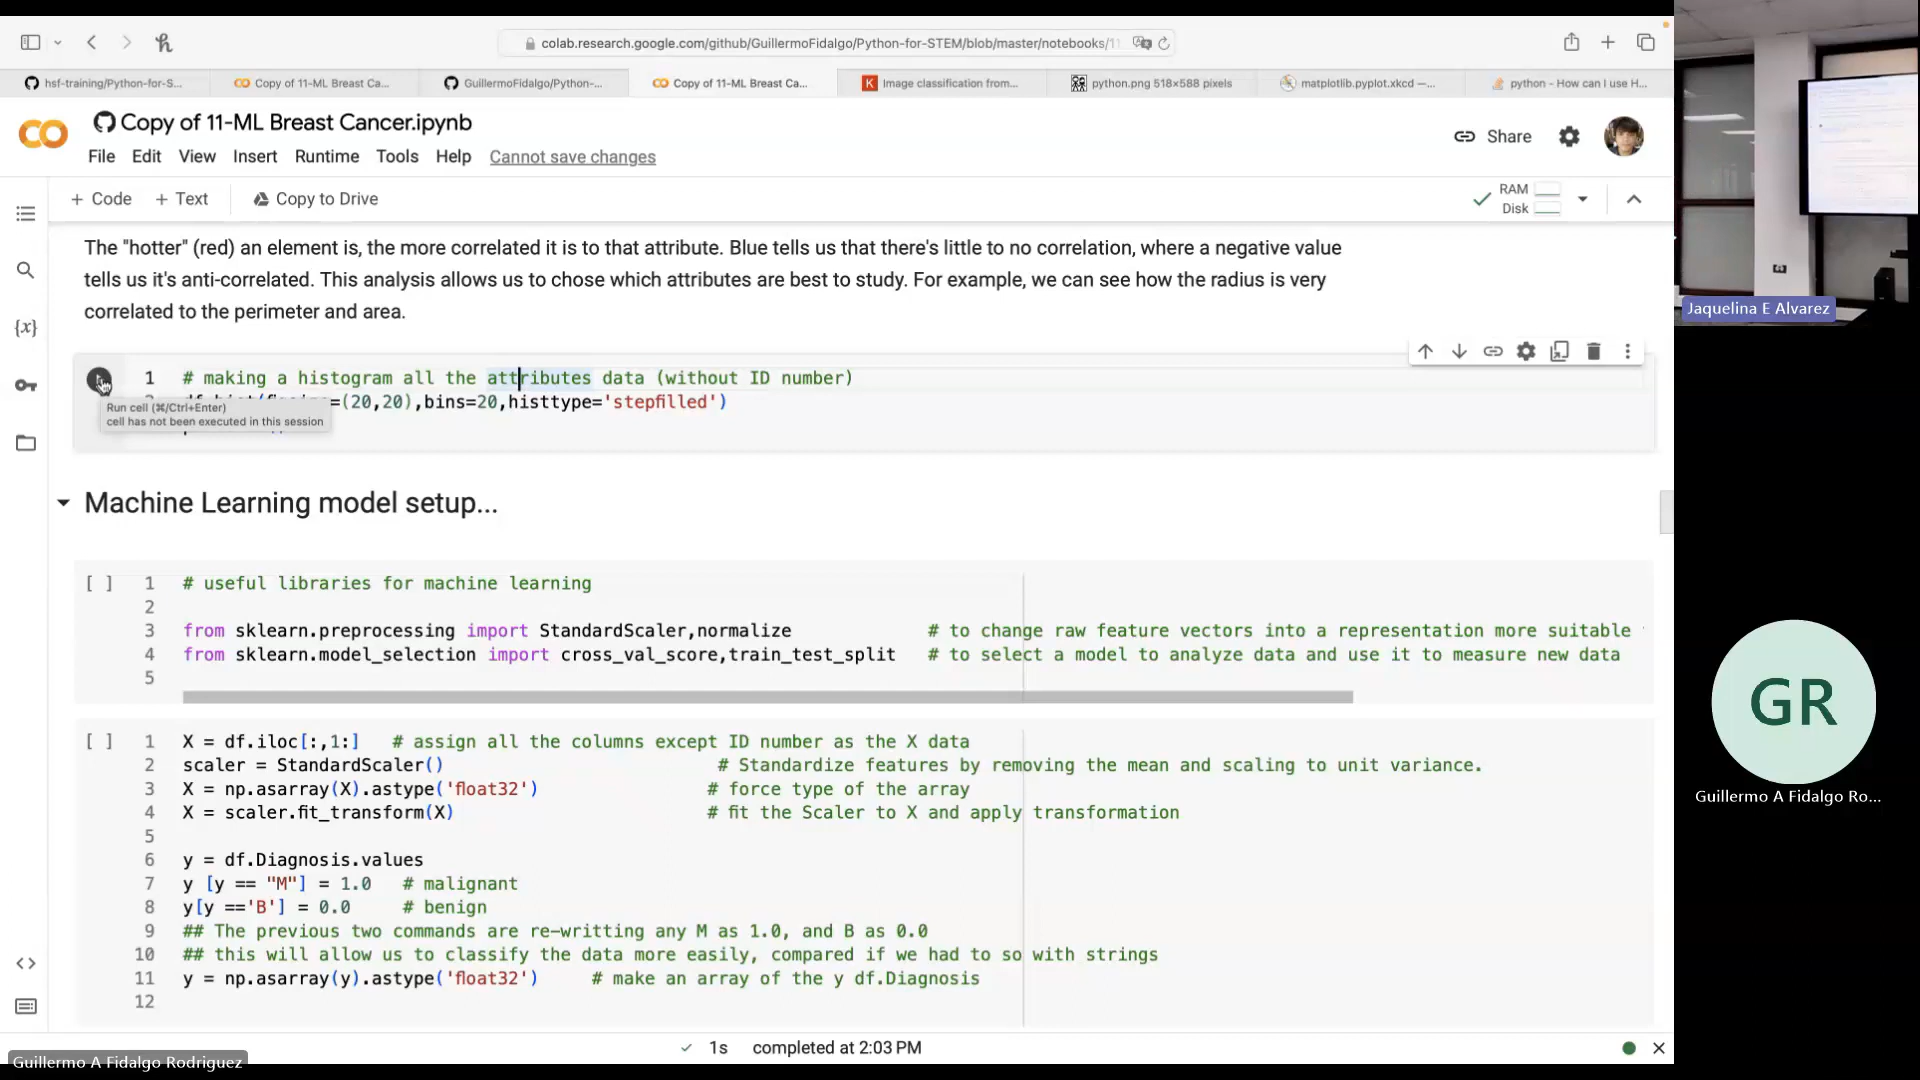 colab.research.google.com/github/GuillermoFidalgo/Python-for-STEM/blob/master/notebooks/1
hsf-training/Python-for-S...
Copy of 11-ML Breast Ca...
GuillermoFidalgo/Python-...
Copy of 11-ML Breast Ca...
Image classification from...
python.png 518×588 pixels
matplotlib.pyplot.xkcd —...
python - How can I use H...
Copy of 11-ML Breast Cancer.ipynb
File Edit View Insert Runtime Tools Help Cannot save changes
Share
+ Code + Text Copy to Drive
RAM
Disk
The "hotter" (red) an element is, the more correlated it is to that attribute. Blue tells us that there's little to no correlation, where a negative value
tells us it's anti-correlated. This analysis allows us to chose which attributes are best to study. For example, we can see how the radius is very
correlated to the perimeter and area.
1 # making a histogram all the attributes data (without ID number)
=(20,20),bins=20,histtype='stepfilled')
Run cell (⌘/Ctrl+Enter)
cell has not been executed in this session
Machine Learning model setup...
[ ] 1 # useful libraries for machine learning
2
3 from sklearn.preprocessing import StandardScaler,normalize # to change raw feature vectors into a representation more suitable
4 from sklearn.model_selection import cross_val_score,train_test_split # to select a model to analyze data and use it to measure new data
5
[ ] 1 X = df.iloc[:,1:] # assign all the columns except ID number as the X data
2 scaler = StandardScaler() # Standardize features by removing the mean and scaling to unit variance.
3 X = np.asarray(X).astype('float32') # force type of the array
4 X = scaler.fit_transform(X) # fit the Scaler to X and apply transformation
5
6 y = df.Diagnosis.values
7 y [y == "M"] = 1.0 # malignant
8 y[y =='B'] = 0.0 # benign
9 ## The previous two commands are re-writting any M as 1.0, and B as 0.0
10 ## this will allow us to classify the data more easily, compared if we had to so with strings
11 y = np.asarray(y).astype('float32') # make an array of the y df.Diagnosis
12
1s completed at 2:03 PM
Guillermo A Fidalgo Rodriguez
Jaquelina E Alvarez
GR
Guillermo A Fidalgo Ro...